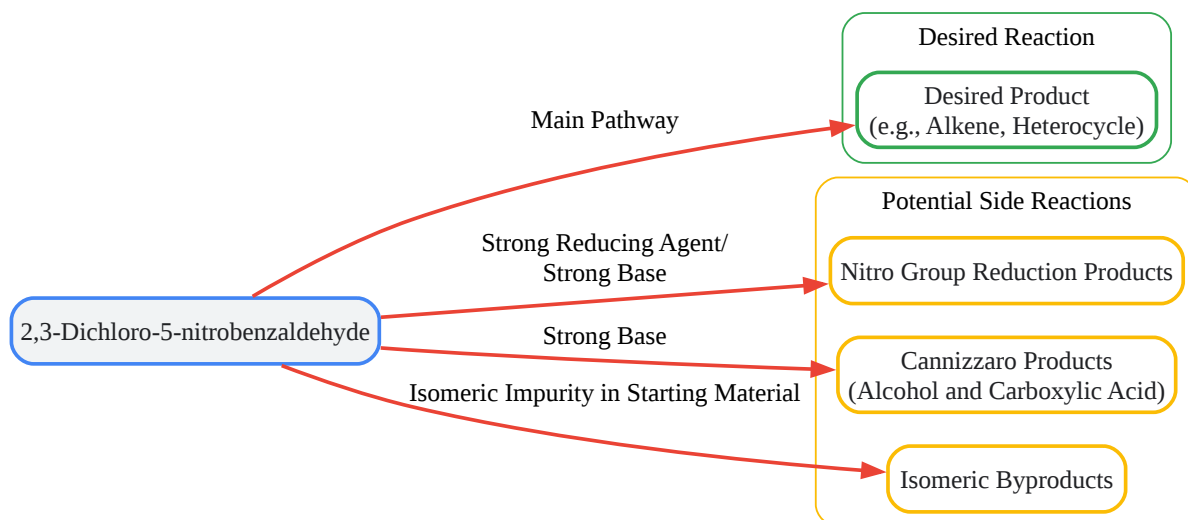 Desired Reaction
Desired Product
(e.g., Alkene, Heterocycle)
Main Pathway
Potential Side Reactions
Strong Reducing Agent/
Strong Base
Nitro Group Reduction Products
2,3-Dichloro-5-nitrobenzaldehyde
Strong Base
Cannizzaro Products
(Alcohol and Carboxylic Acid)
Isomeric Impurity in Starting Material
Isomeric Byproducts